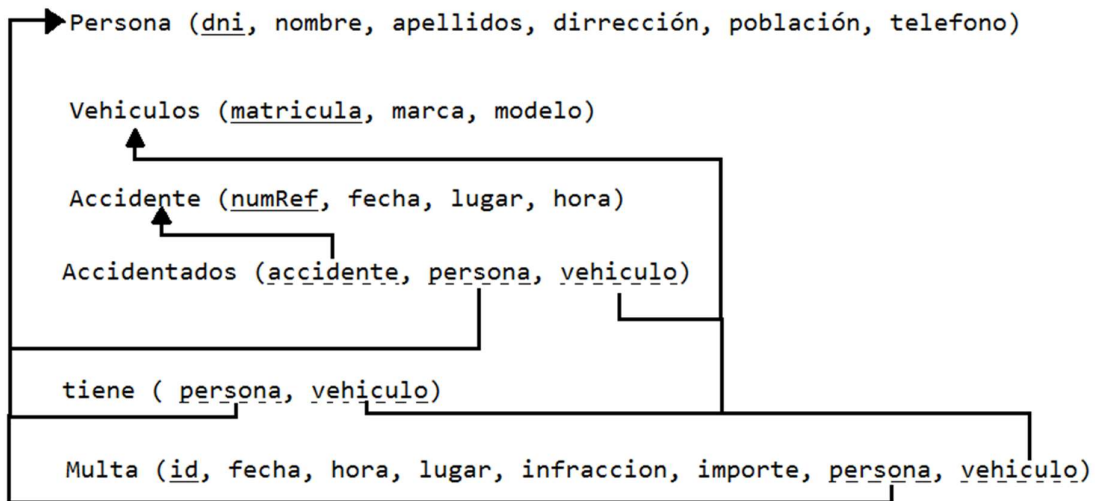 Persona (dni, nombre, apellidos, dirrección, población, telefono)
Vehiculos (matricula, marca, modelo)
Accidente (numRef, fecha, lugar, hora)
Accidentados (accidente, persona, vehiculo)
tiene ( persona, vehiculo)
Multa (id, fecha, hora, lugar, infraccion, importe, persona, vehiculo)